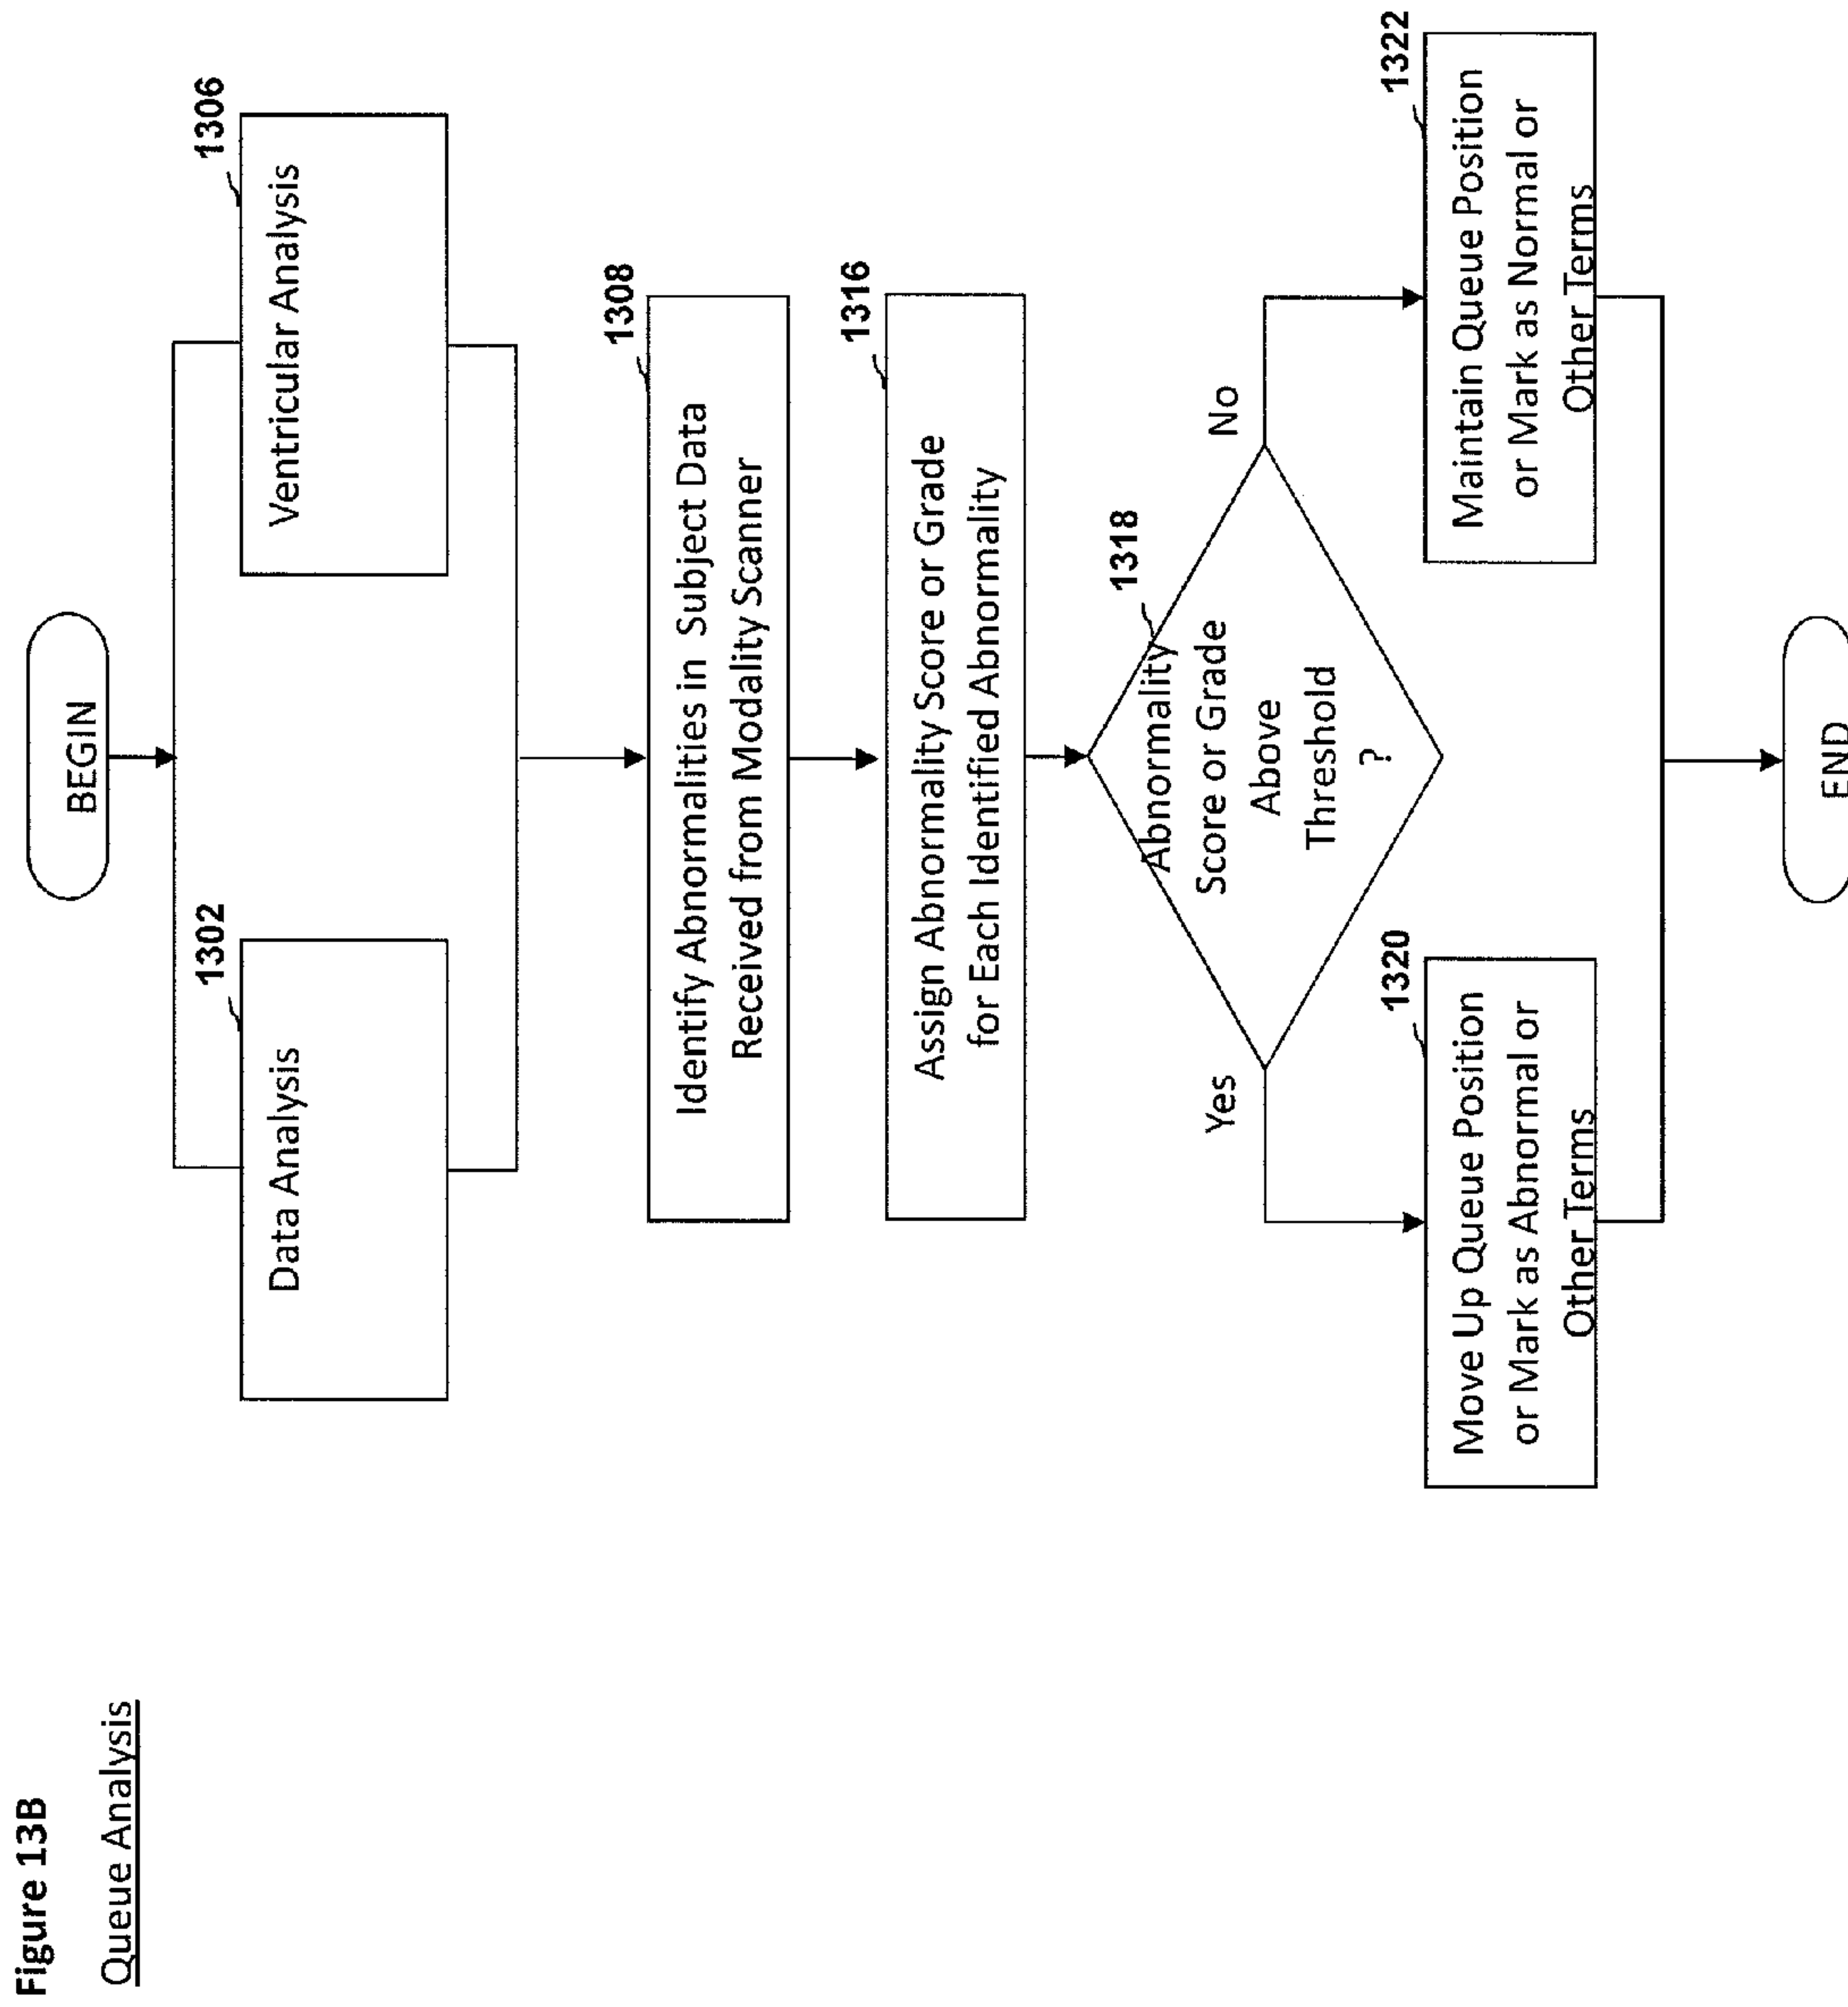 Figure 13B
Queue Analysis
BEGIN
1302
Data Analysis
1306
Ventricular Analysis
1308
Identify Abnormalities in Subject Data
Received from Modality Scanner
1316
Assign Abnormality Score or Grade
for Each Identified Abnormality
1318
Abnormality
Score or Grade
Above
Threshold
?
Yes
No
1320
Move Up Queue Position
or Mark as Abnormal or
Other Terms
1322
Maintain Queue Position
or Mark as Normal or
Other Terms
END